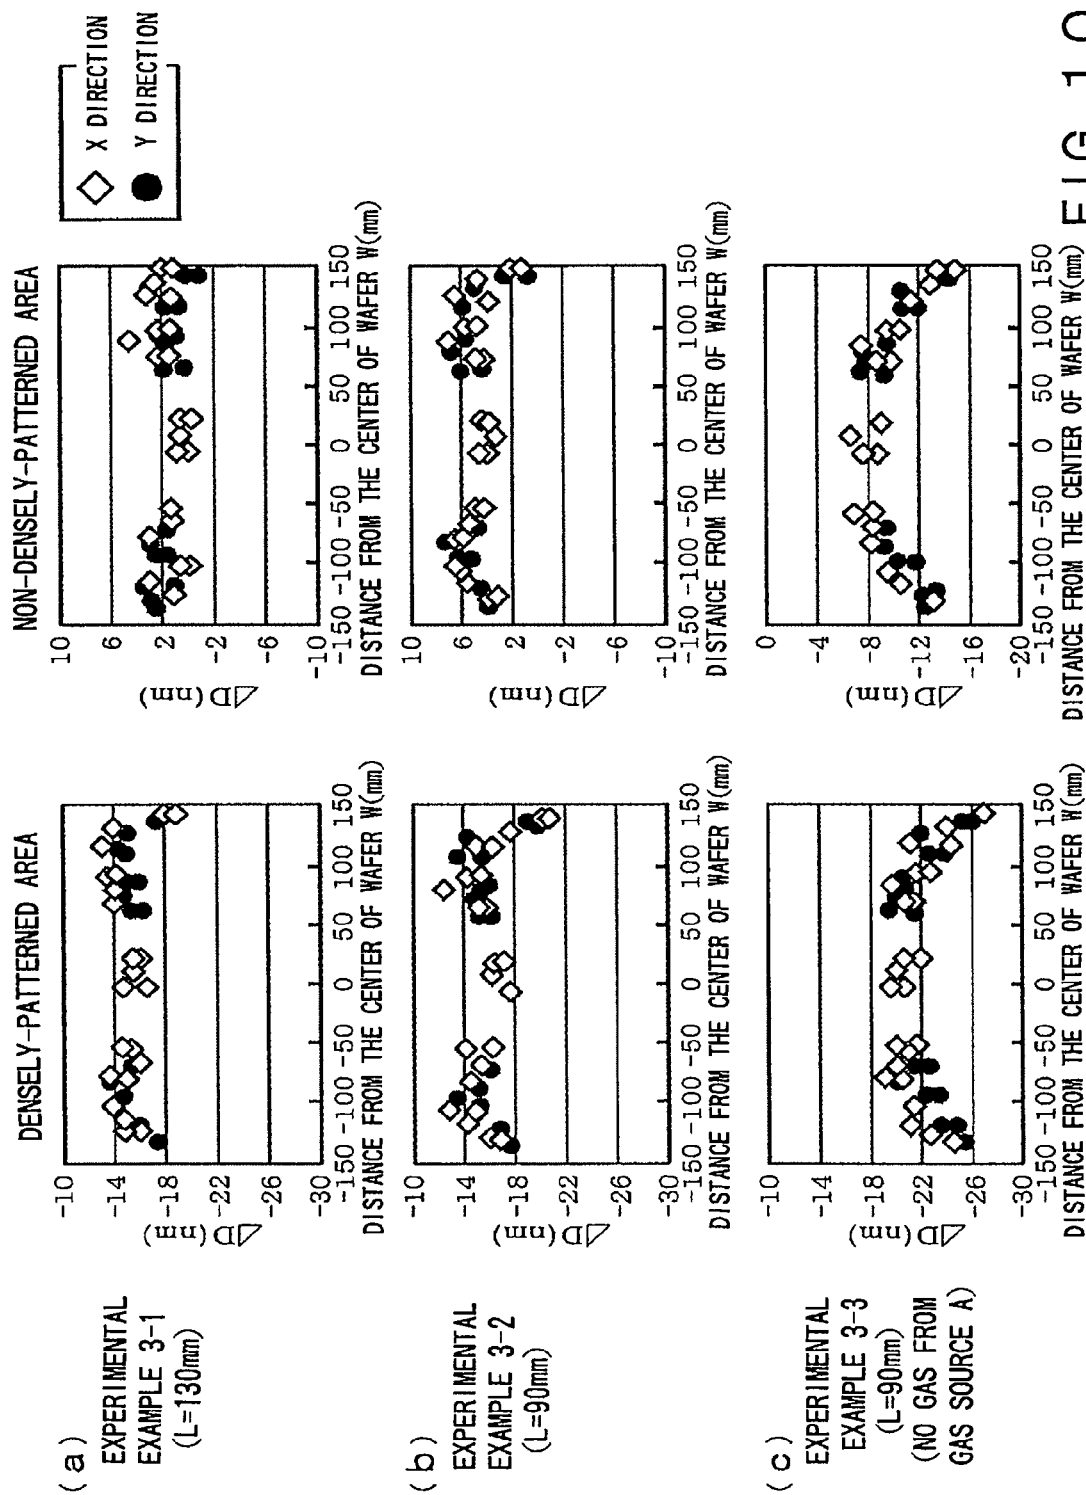 DENSELY-PATTERNED AREA
NON-DENSELY-PATTERNED AREA
X DIRECTION
Y DIRECTION
(a)
EXPERIMENTAL
EXAMPLE 3-1
(L=130mm)
ΔD(nm)
-10
-14
-18
-22
-26
-30
-150 -100 -50 0 50 100 150
DISTANCE FROM THE CENTER OF WAFER W(mm)
ΔD(nm)
10
6
2
-2
-6
-10
-150 -100 -50 0 50 100 150
DISTANCE FROM THE CENTER OF WAFER W(mm)
(b)
EXPERIMENTAL
EXAMPLE 3-2
(L=90mm)
ΔD(nm)
-10
-14
-18
-22
-26
-30
-150 -100 -50 0 50 100 150
DISTANCE FROM THE CENTER OF WAFER W(mm)
ΔD(nm)
10
6
2
-2
-6
-10
-150 -100 -50 0 50 100 150
DISTANCE FROM THE CENTER OF WAFER W(mm)
(c)
EXPERIMENTAL
EXAMPLE 3-3
(L=90mm)
(NO GAS FROM
GAS SOURCE A)
ΔD(nm)
-10
-14
-18
-22
-26
-30
-150 -100 -50 0 50 100 150
DISTANCE FROM THE CENTER OF WAFER W(mm)
ΔD(nm)
0
-4
-8
-12
-16
-20
-150 -100 -50 0 50 100 150
DISTANCE FROM THE CENTER OF WAFER W(mm)
FIG